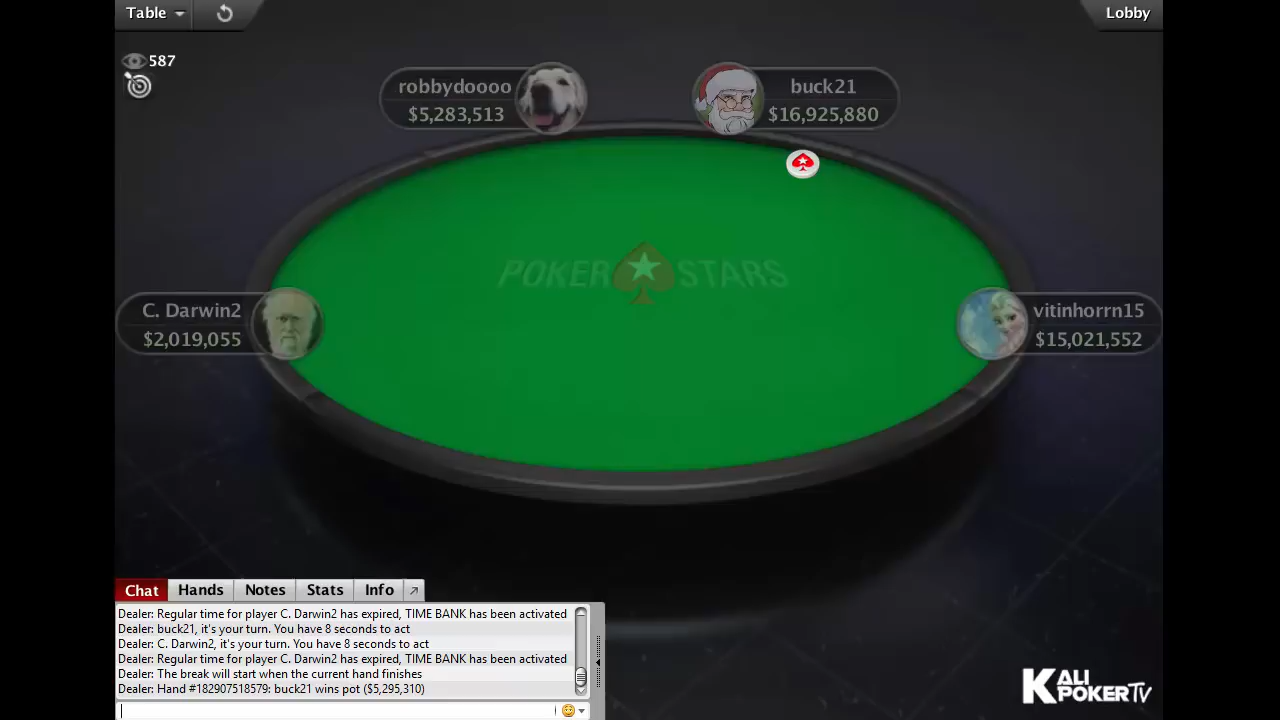 Table
Lobby
587
robbydoooo
$5,283,513
buck21
$16,925,880
POKER STARS
C. Darwin2
$2,019,055
vitinhorrn15
$15,021,552
Chat Hands Notes Stats Info
Dealer: Regular time for player C. Darwin2 has expired, TIME BANK has been activated
Dealer: buck21, it's your turn. You have 8 seconds to act
Dealer: C. Darwin2, it's your turn. You have 8 seconds to act
Dealer: Regular time for player C. Darwin2 has expired, TIME BANK has been activated
Dealer: The break will start when the current hand finishes
Dealer: Hand #182907518579: buck21 wins pot ($5,295,310)
KALI
POKERTV